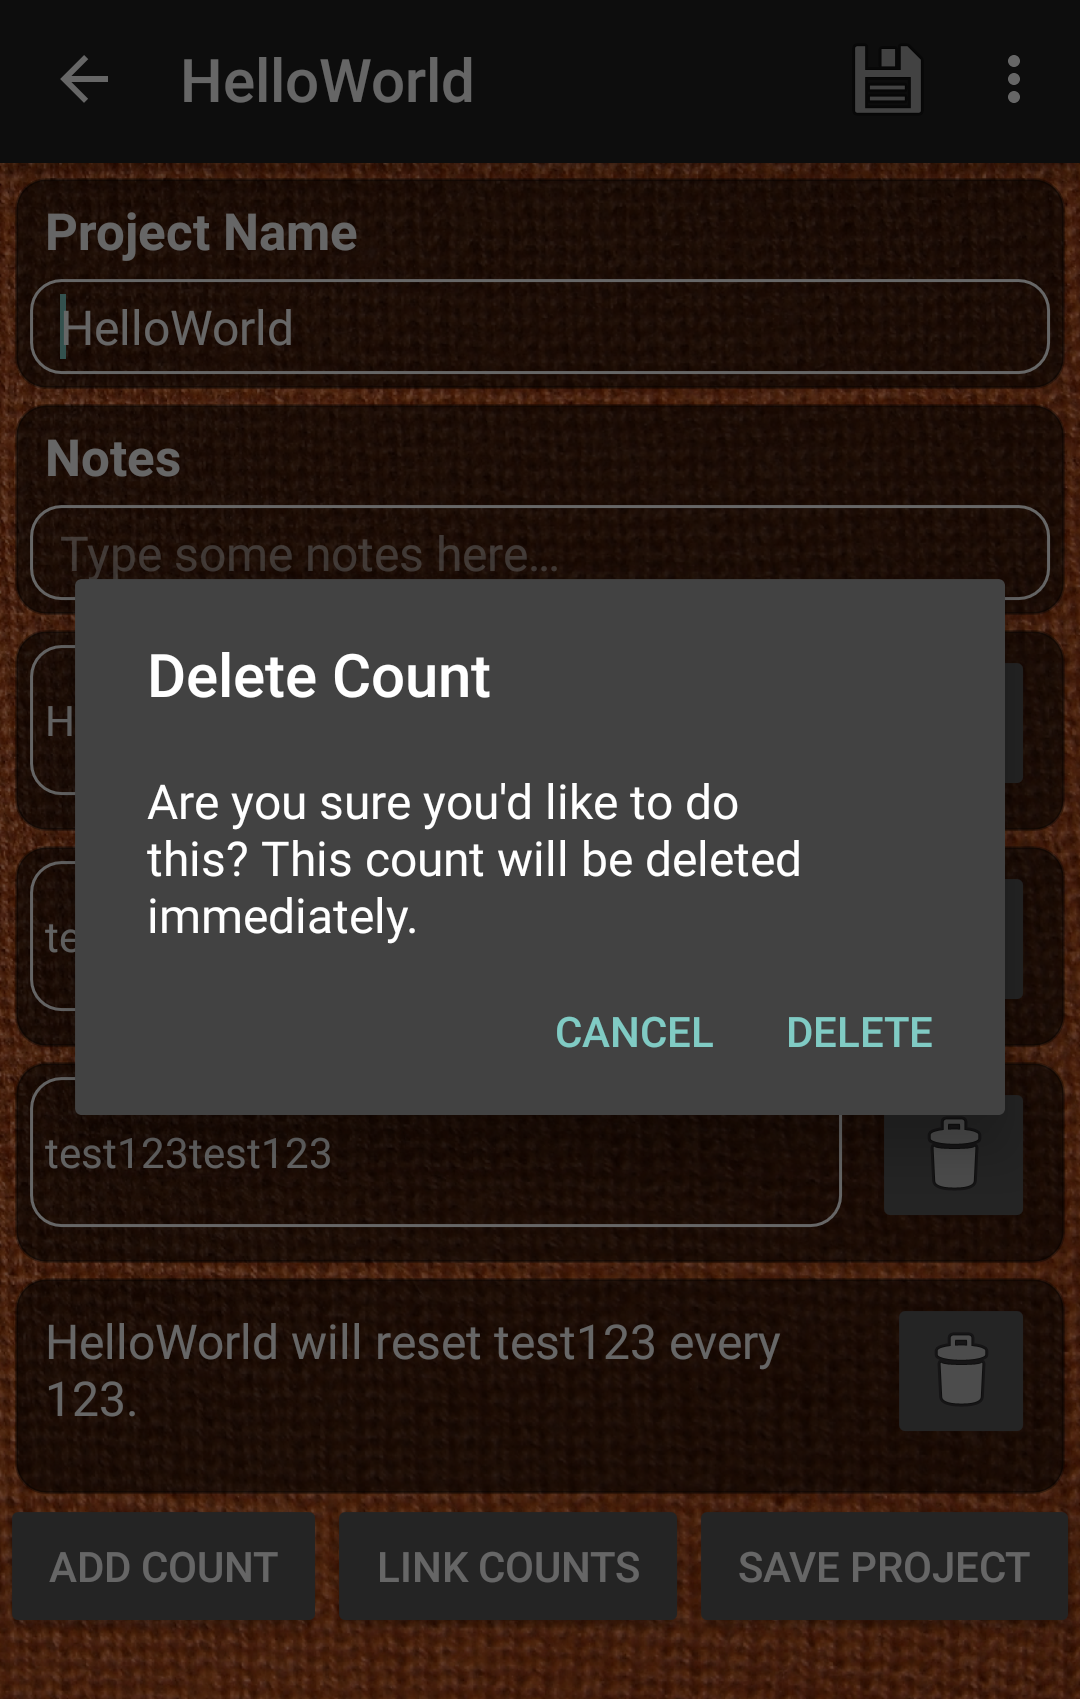 HelloWorld
Project Name
HelloWorld
Notes
Type some notes here...
Delete Count
Are you sure you'd like to do
this? This count will be deleted
immediately.
CANCEL DELETE
test123test123
HelloWorld will reset test123 every
123.
ADD COUNT LINK COUNTS SAVE PROJECT